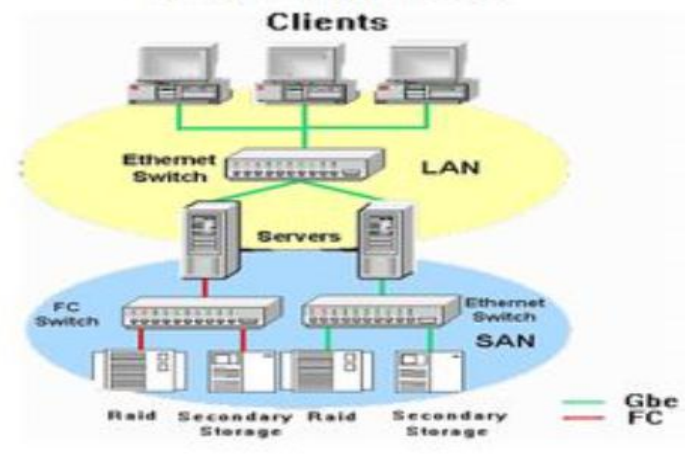 Clients
Ethernet
Switch
LAN
Servers
FC
Switch
Ethernet
Switch
SAN
Raid
Secondary
Storage
Raid
Secondary
Storage
Gbe
FC